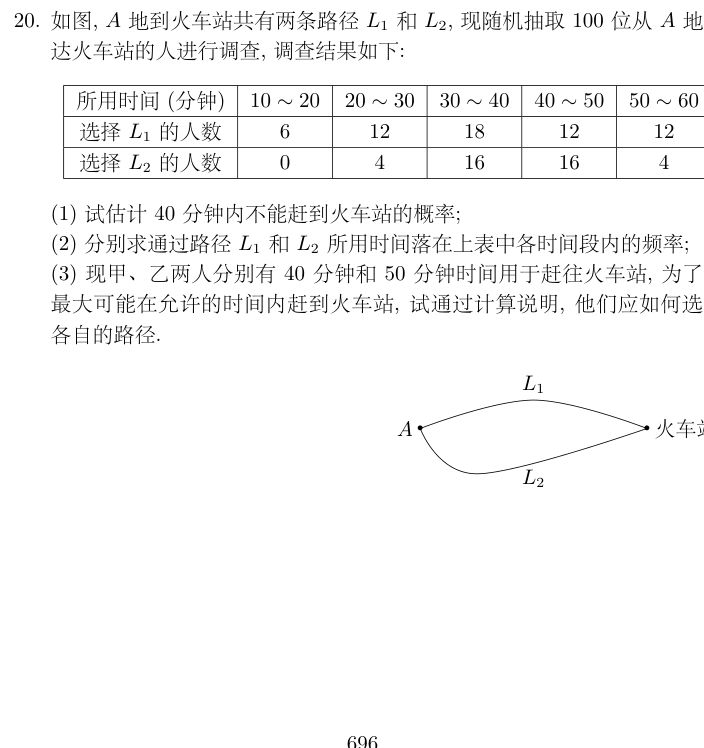 20. 如图, A 地到火车站共有两条路径 L₁ 和 L₂, 现随机抽取 100 位从 A 地
达火车站的人进行调查, 调查结果如下:
所用时间 (分钟) 10 ∼ 20 20 ∼ 30 30 ∼ 40 40 ∼ 50 50 ∼ 60
选择 L₁ 的人数 6 12 18 12 12
选择 L₂ 的人数 0 4 16 16 4
(1) 试估计 40 分钟内不能赶到火车站的概率;
(2) 分别求通过路径 L₁ 和 L₂ 所用时间落在上表中各时间段内的频率;
(3) 现甲、乙两人分别有 40 分钟和 50 分钟时间用于赶往火车站, 为了
最大可能在允许的时间内赶到火车站, 试通过计算说明, 他们应如何选
各自的路径.
L₁
A 火车
L₂
696